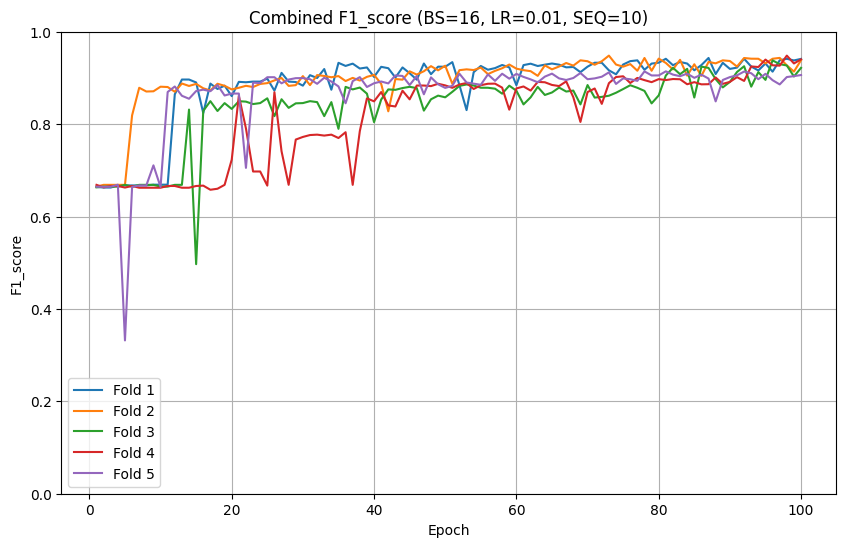 Combined F1_score (BS=16, LR=0.01, SEQ=10)
1.0
0.8
0.6
0.4
0.2
0.0
F1_score
Fold 1
Fold 2
Fold 3
Fold 4
Fold 5
0 20 40 60 80 100
Epoch